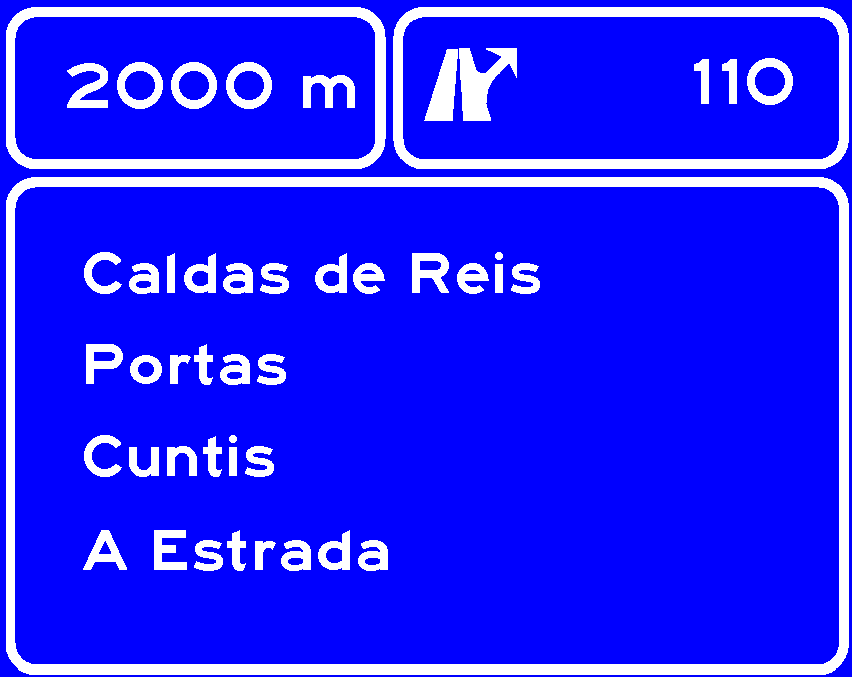 2000 m
110
Caldas de Reis
Portas
Cuntis
A Estrada